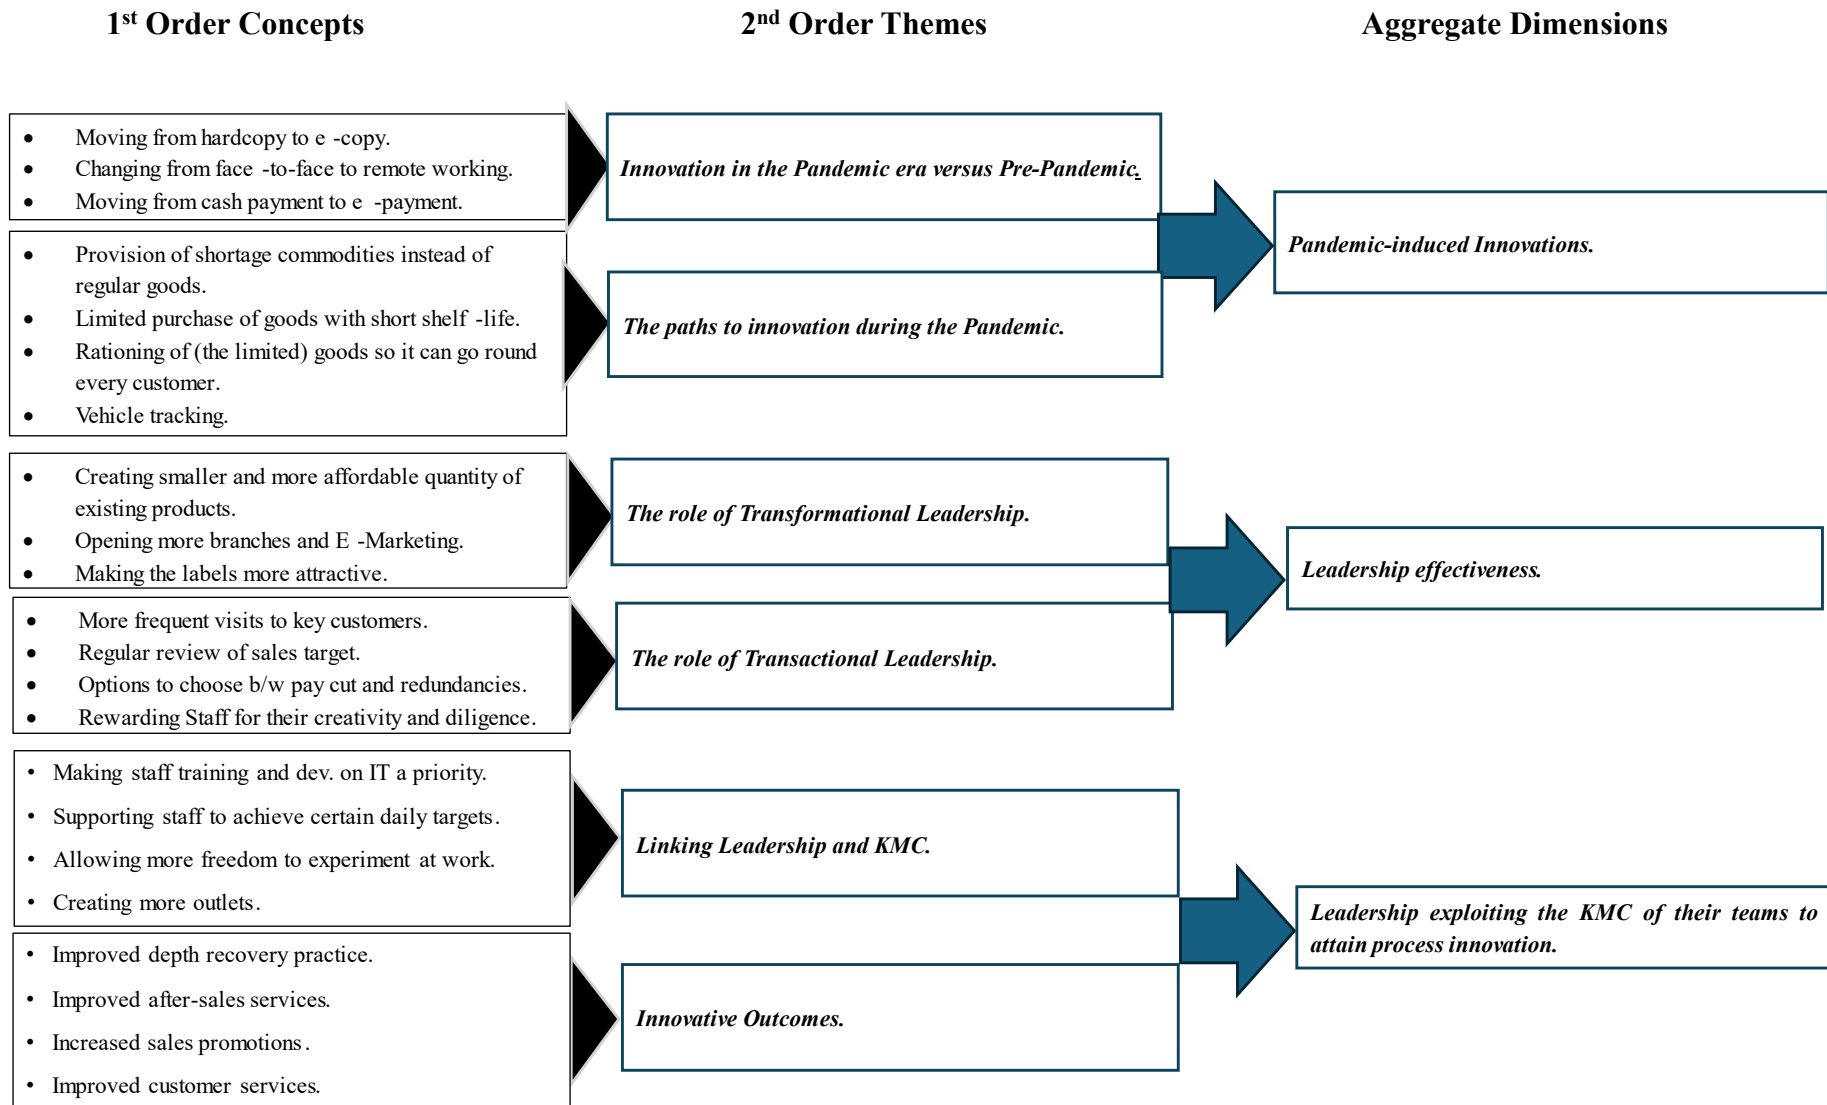 1st Order Concepts
2nd Order Themes
Aggregate Dimensions
• Moving from hardcopy to e -copy.
• Changing from face -to-face to remote working.
• Moving from cash payment to e -payment.
Innovation in the Pandemic era versus Pre-Pandemic.
• Provision of shortage commodities instead of
regular goods.
• Limited purchase of goods with short shelf -life.
• Rationing of (the limited) goods so it can go round
every customer.
• Vehicle tracking.
The paths to innovation during the Pandemic.
Pandemic-induced Innovations.
• Creating smaller and more affordable quantity of
existing products.
• Opening more branches and E -Marketing.
• Making the labels more attractive.
The role of Transformational Leadership.
• More frequent visits to key customers.
• Regular review of sales target.
• Options to choose b/w pay cut and redundancies.
• Rewarding Staff for their creativity and diligence.
The role of Transactional Leadership.
Leadership effectiveness.
• Making staff training and dev. on IT a priority.
• Supporting staff to achieve certain daily targets.
• Allowing more freedom to experiment at work.
• Creating more outlets.
Linking Leadership and KMC.
• Improved depth recovery practice.
• Improved after-sales services.
• Increased sales promotions.
• Improved customer services.
Innovative Outcomes.
Leadership exploiting the KMC of their teams to
attain process innovation.